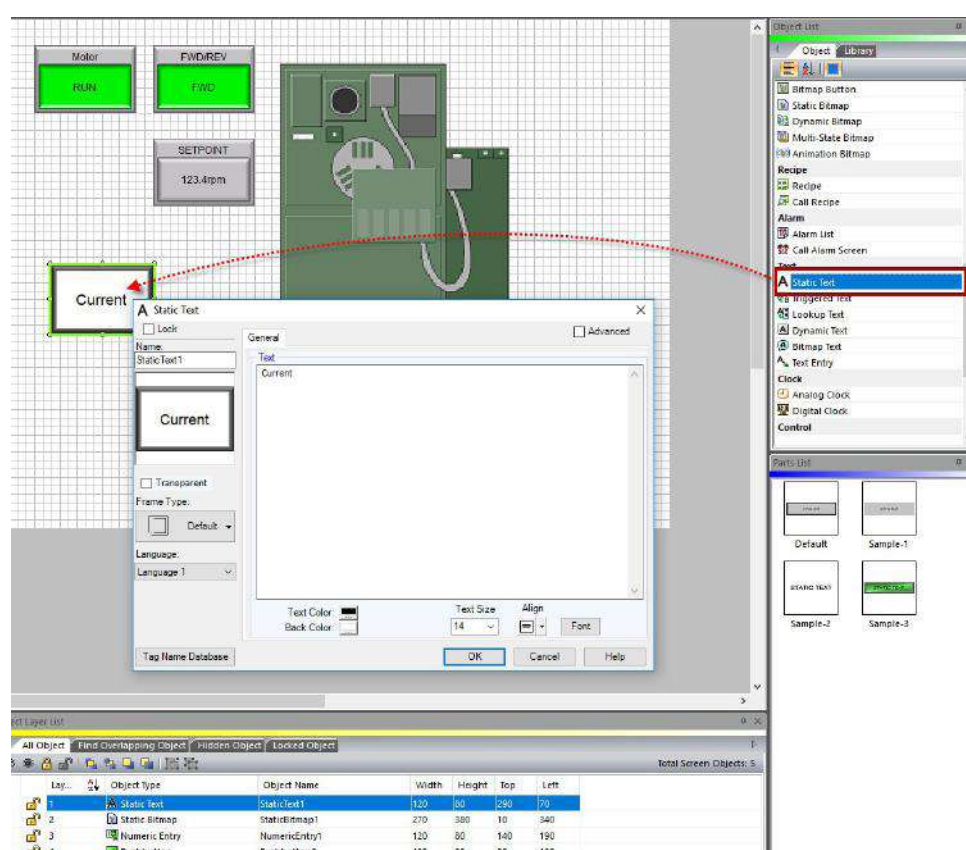 Motor
RUN
FWD/REV
FWD
SETPOINT
123.4rpm
Current
A Static Text
Lock
Name:
StaticText1
Current
Transparent
Frame Type:
Default
Language:
Language 1
Tag Name Database
General
Advanced
Text
Current
Text Color:
Back Color:
Text Size
14
Align
Font
OK
Cancel
Help
Object List
Object
Library
Bitmap Button
Static Bitmap
Dynamic Bitmap
Multi-State Bitmap
Animation Bitmap
Recipe
Recipe
Call Recipe
Alarm
Alarm List
Call Alarm Screen
Text
A Static Text
Triggered Text
Lookup Text
Dynamic Text
Bitmap Text
Text Entry
Clock
Analog Clock
Digital Clock
Control
Parts List
Default
Sample-1
STATIC TEXT
Sample-2
Sample-3
Layer List
All Object
Find Overlapping Object
Hidden Object
Locked Object
Total Screen Objects: 5
Lay... Object Type Object Name Width Height Top Left
1 Static Text StaticText1 120 80 290 70
2 Static Bitmap StaticBitmap1 270 380 10 340
3 Numeric Entry NumericEntry1 120 80 140 190